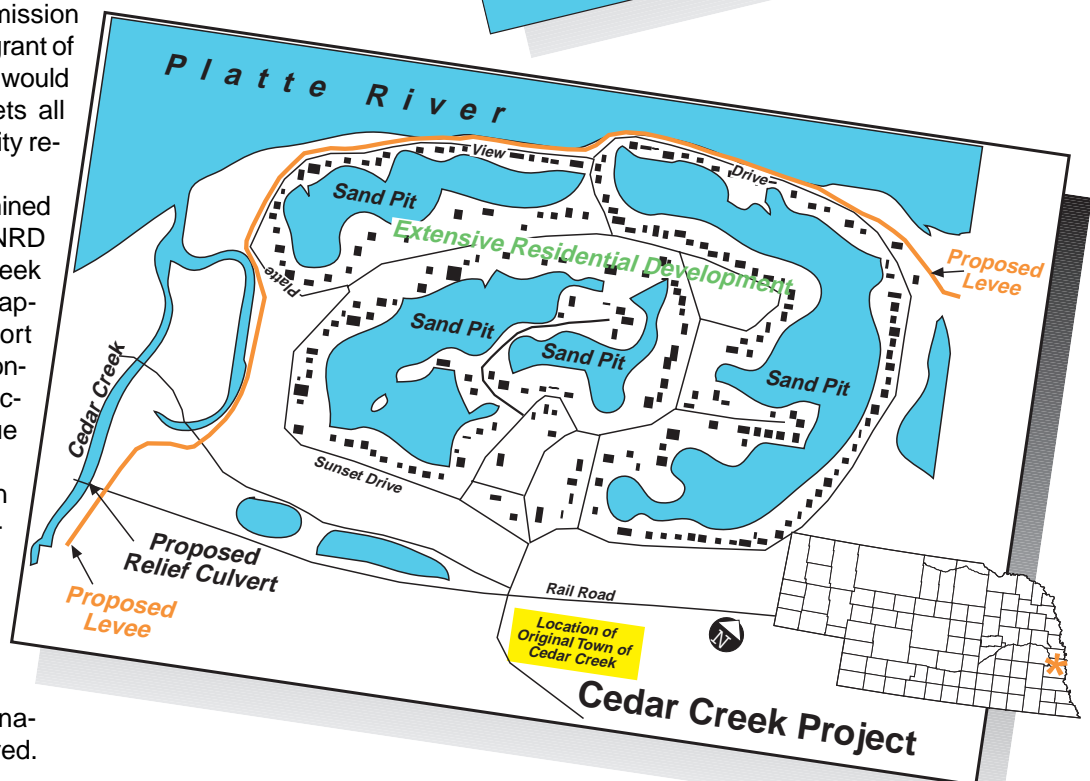 mission
grant of
would
ets all
ity re-
ined
NRD
eek
ap-
ort
on-
c-
ue
n
na-
red.
Platte River
View
Drive
Sand Pit
Extensive Residential Development
Proposed
Levee
Platte
Sand Pit
Sand Pit
Sand Pit
Cedar Creek
Sunset Drive
Proposed
Relief Culvert
Proposed
Levee
Rail Road
Location of
Original Town of
Cedar Creek
N
*
Cedar Creek Project